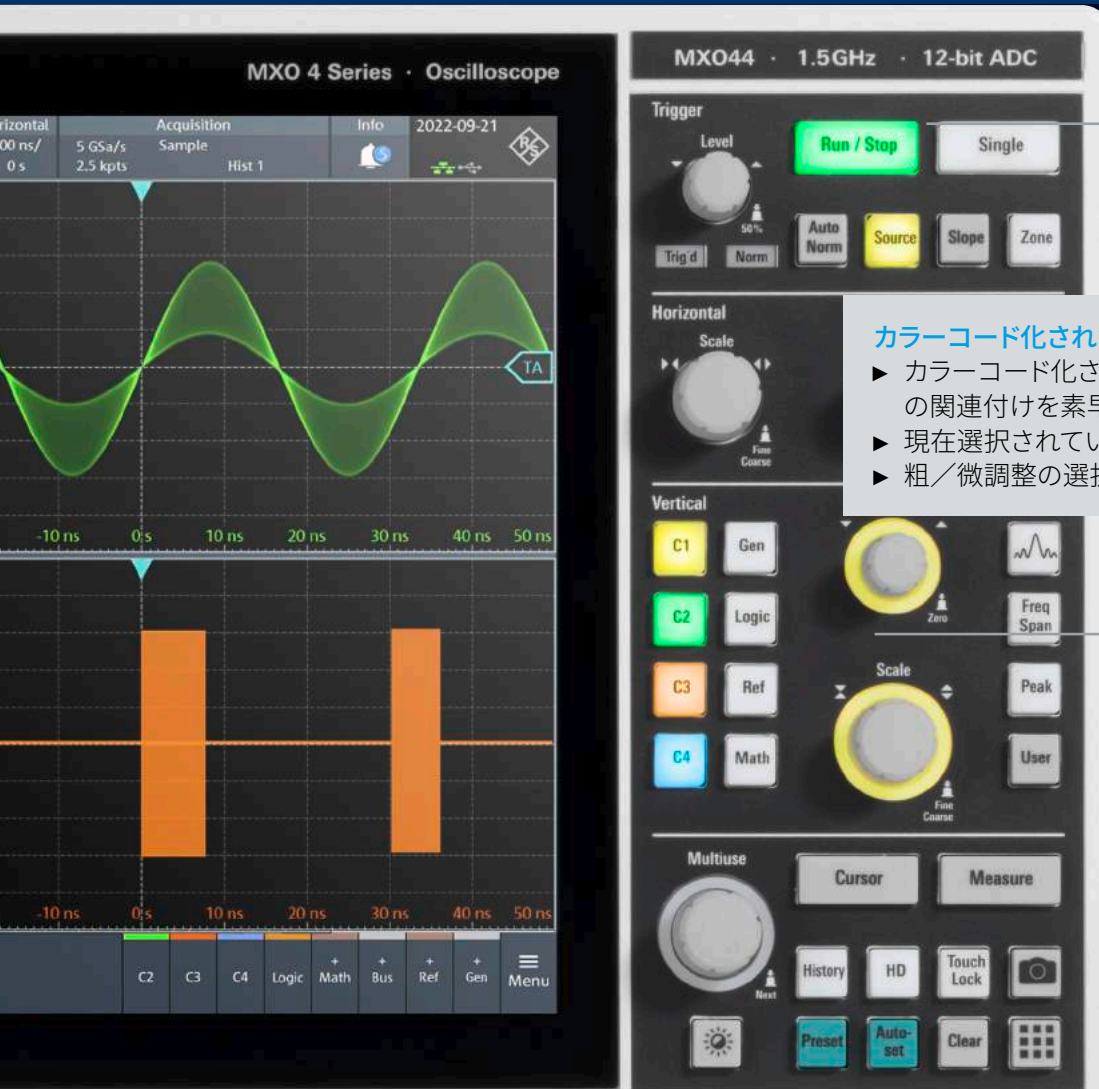 MXO 4 Series · Oscilloscope
rizontal
00 ns/
0 s
5 GSa/s
2.5 kpts
Acquisition
Sample
Hist 1
Info
2022-09-21
R&S
TA
-10 ns 0 s 10 ns 20 ns 30 ns 40 ns 50 ns
-10 ns 0 s 10 ns 20 ns 30 ns 40 ns 50 ns
C2 C3 C4 Logic + Math + Bus + Ref + Gen Menu
MXO44 · 1.5GHz · 12-bit ADC
Trigger
Level
50%
Trig'd Norm
Run / Stop Single
Auto
Norm
Source Slope Zone
Horizontal
Scale
Fine
Coarse
カラーコード化され
► カラーコード化さ
の関連付けを素早
► 現在選択されてい
► 粗／微調整の選択
Vertical
C1 Gen
C2 Logic
C3 Ref
C4 Math
Zero
Scale
Fine
Coarse
Freq
Span
Peak
User
Multiuse
Next
Cursor Measure
History HD Touch
Lock
Preset Auto-
set
Clear